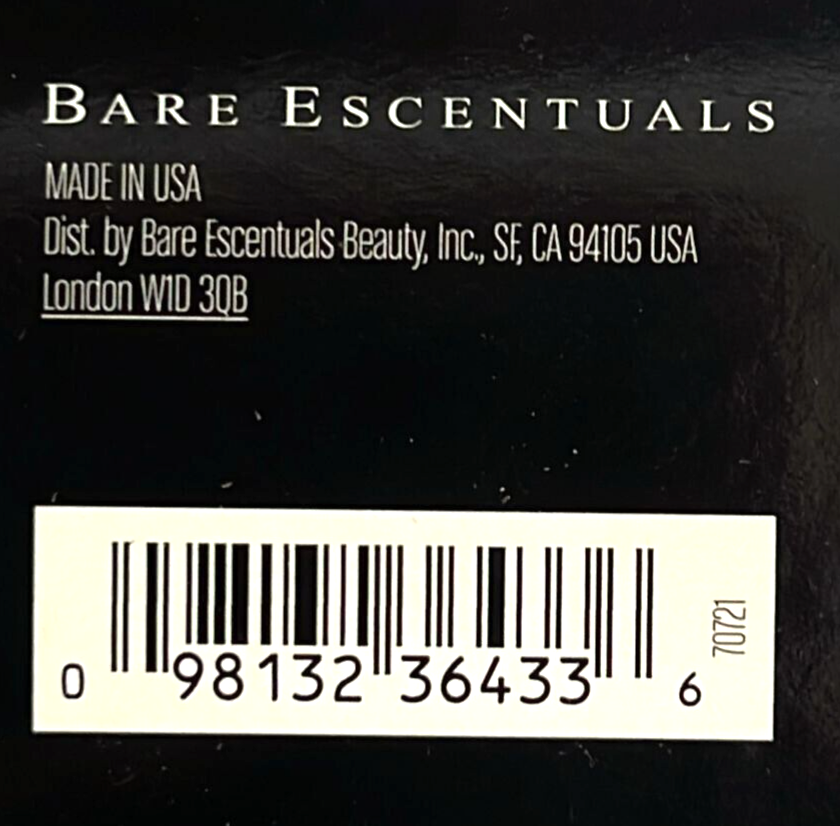 BARE ESCENTUALS
MADE IN USA
Dist. by Bare Escentuals Beauty, Inc., SF, CA 94105 USA
London W1D 3QB
0 98132 36433 6
70721